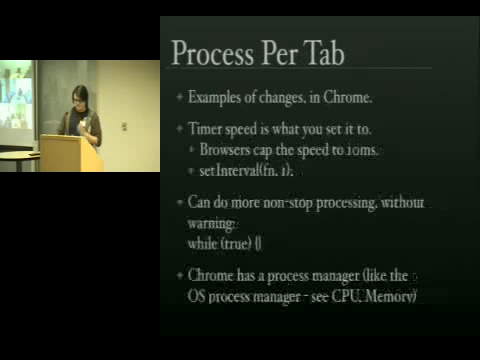 Process Per Tab
Examples of changes, in Chrome.
Timer speed is what you set it to.
Browsers cap the speed to 10ms.
setInterval(fn, 1);
Can do more non-stop processing, without
warning:
while (true) {}
Chrome has a process manager (like the
OS process manager - see CPU, Memory)